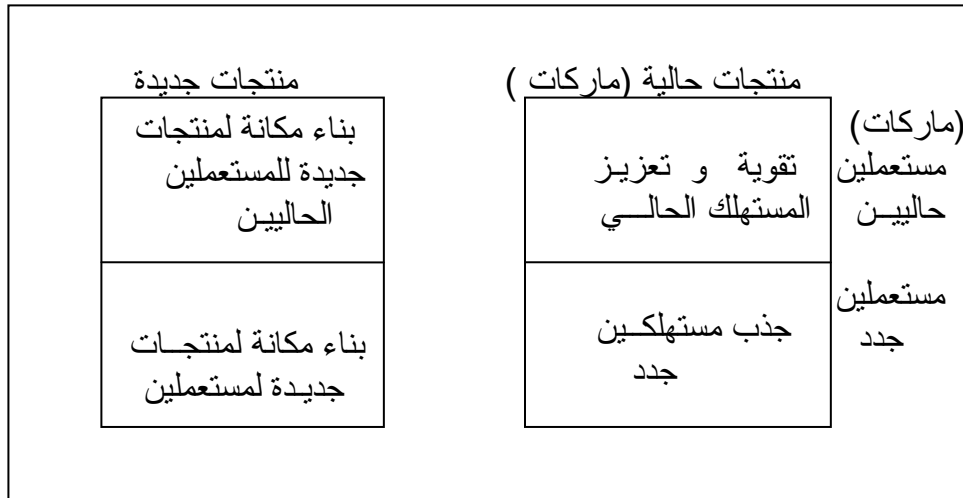 منتجات حالية (ماركات )
منتجات جديدة
(ماركات)
مستعملين
حاليين
تقوية و تعزيز
المستهلك الحالي
بناء مكانة لمنتجات
جديدة للمستعملين
الحاليين
مستعملين
جدد
جذب مستهلكين
جدد
بناء مكانة لمنتجات
جديدة لمستعملين